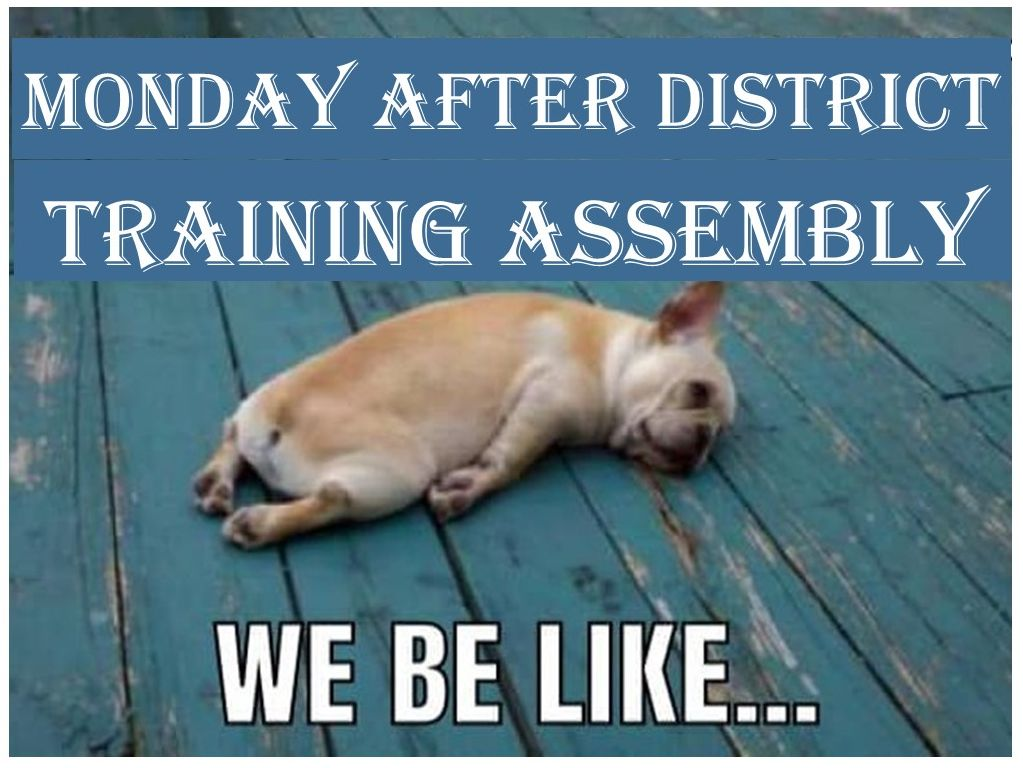 MONDAY AFTER DISTRICT
TRAINING ASSEMBLY
WE BE LIKE...